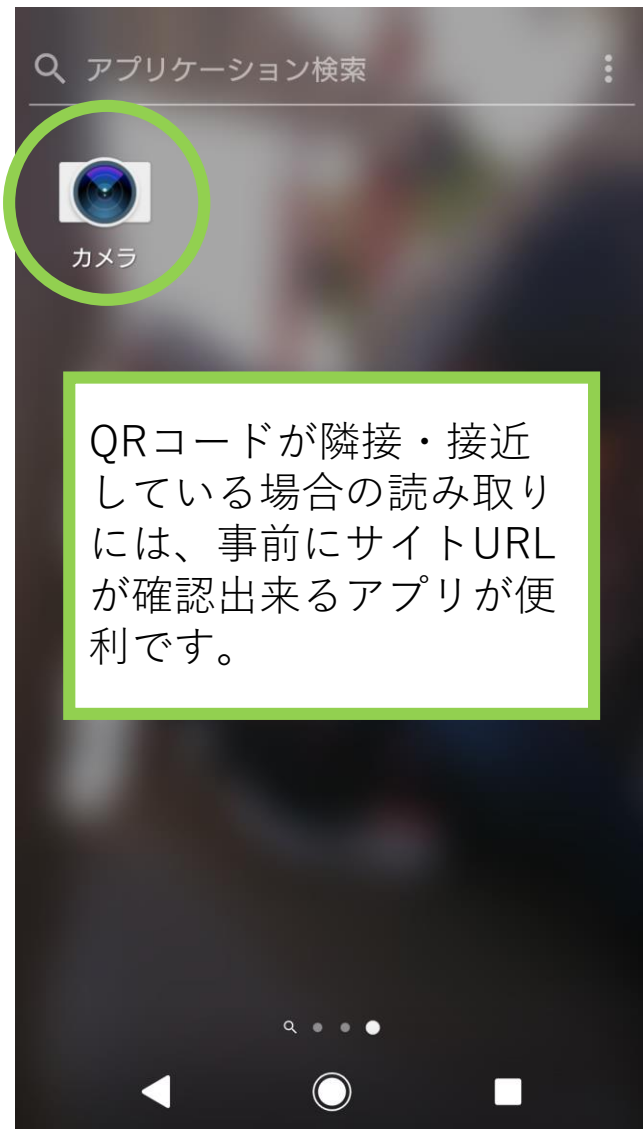 アプリケーション検索
カメラ
QRコードが隣接・接近
している場合の読み取り
には、事前にサイトURL
が確認出来るアプリが便
利です。